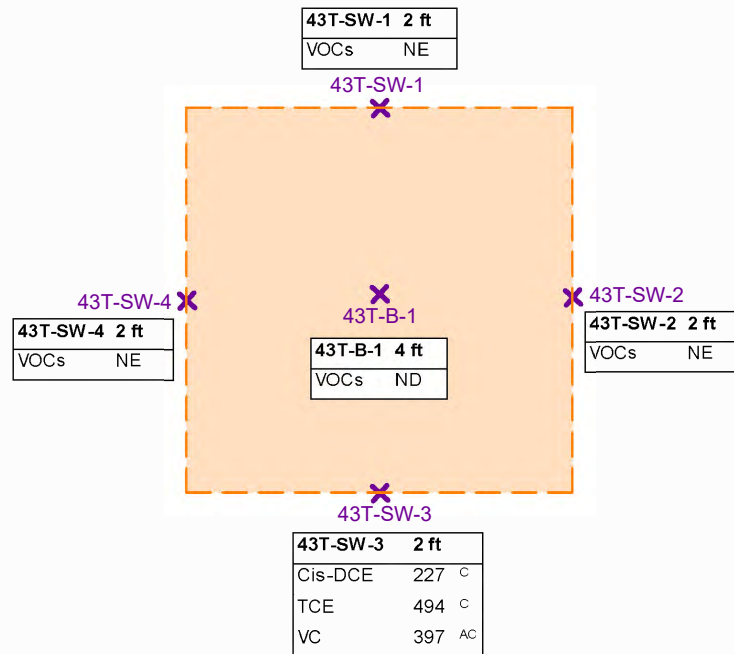 43T-SW-1 2 ft
VOCs NE
43T-SW-1
43T-SW-4
43T-SW-2
43T-B-1
43T-SW-4 2 ft
VOCs NE
43T-B-1 4 ft
VOCs ND
43T-SW-2 2 ft
VOCs NE
43T-SW-3
43T-SW-3 2 ft
Cis-DCE 227 C
TCE 494 C
VC 397 AC